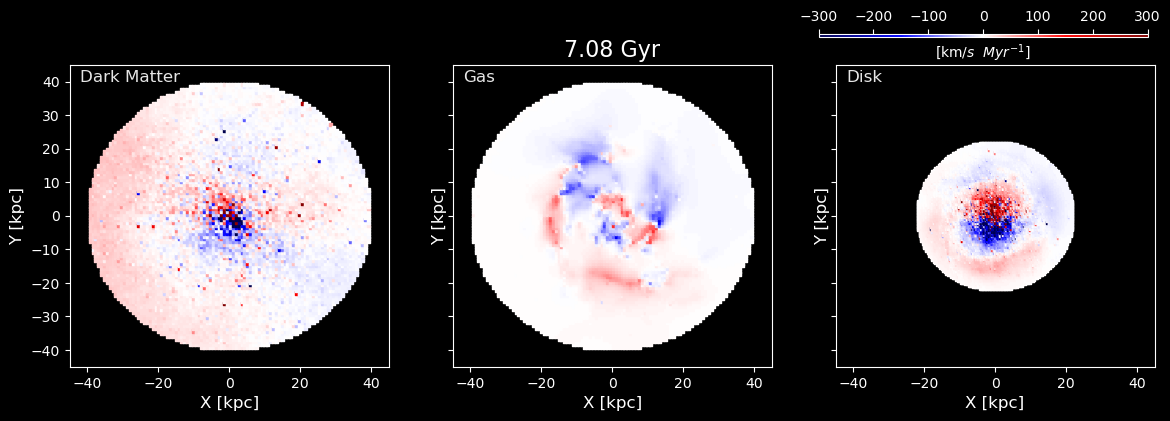 −300 −200 −100 0 100 200 300
[km/s Myr⁻¹]
7.08 Gyr
Dark Matter Gas Disk
40
30
20
10
0
−10
−20
−30
−40
Y [kpc] Y [kpc] Y [kpc]
−40 −20 0 20 40 −40 −20 0 20 40 −40 −20 0 20 40
X [kpc] X [kpc] X [kpc]